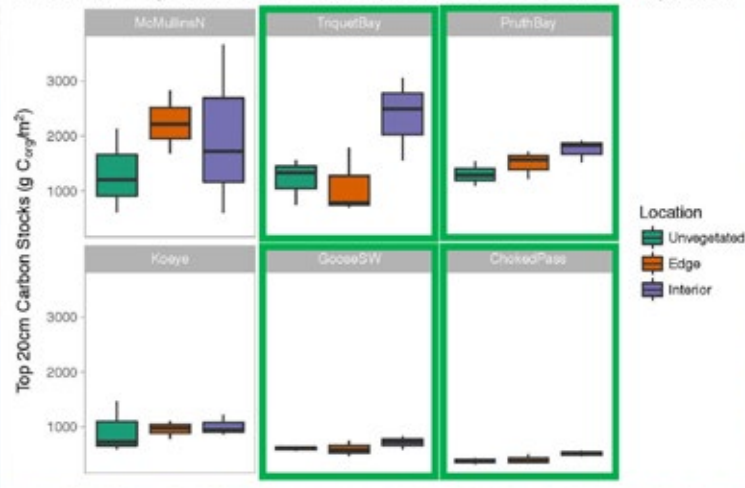 McMullinsN
TriquetBay
PruthBay
3000
2000
1000
Top 20cm Carbon Stocks (g Corg/m²)
Location
Unvegetated
Edge
Interior
Koeye
GooseSW
ChokedPass
3000
2000
1000